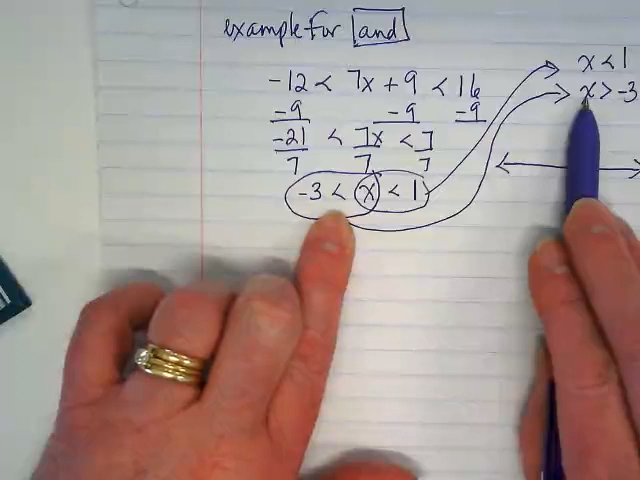 example for and
-12 < 7x + 9 < 16
-9 -9 -9
-21 < 7x < 7
7 7 7
-3 < x < 1
x < 1
x > -3